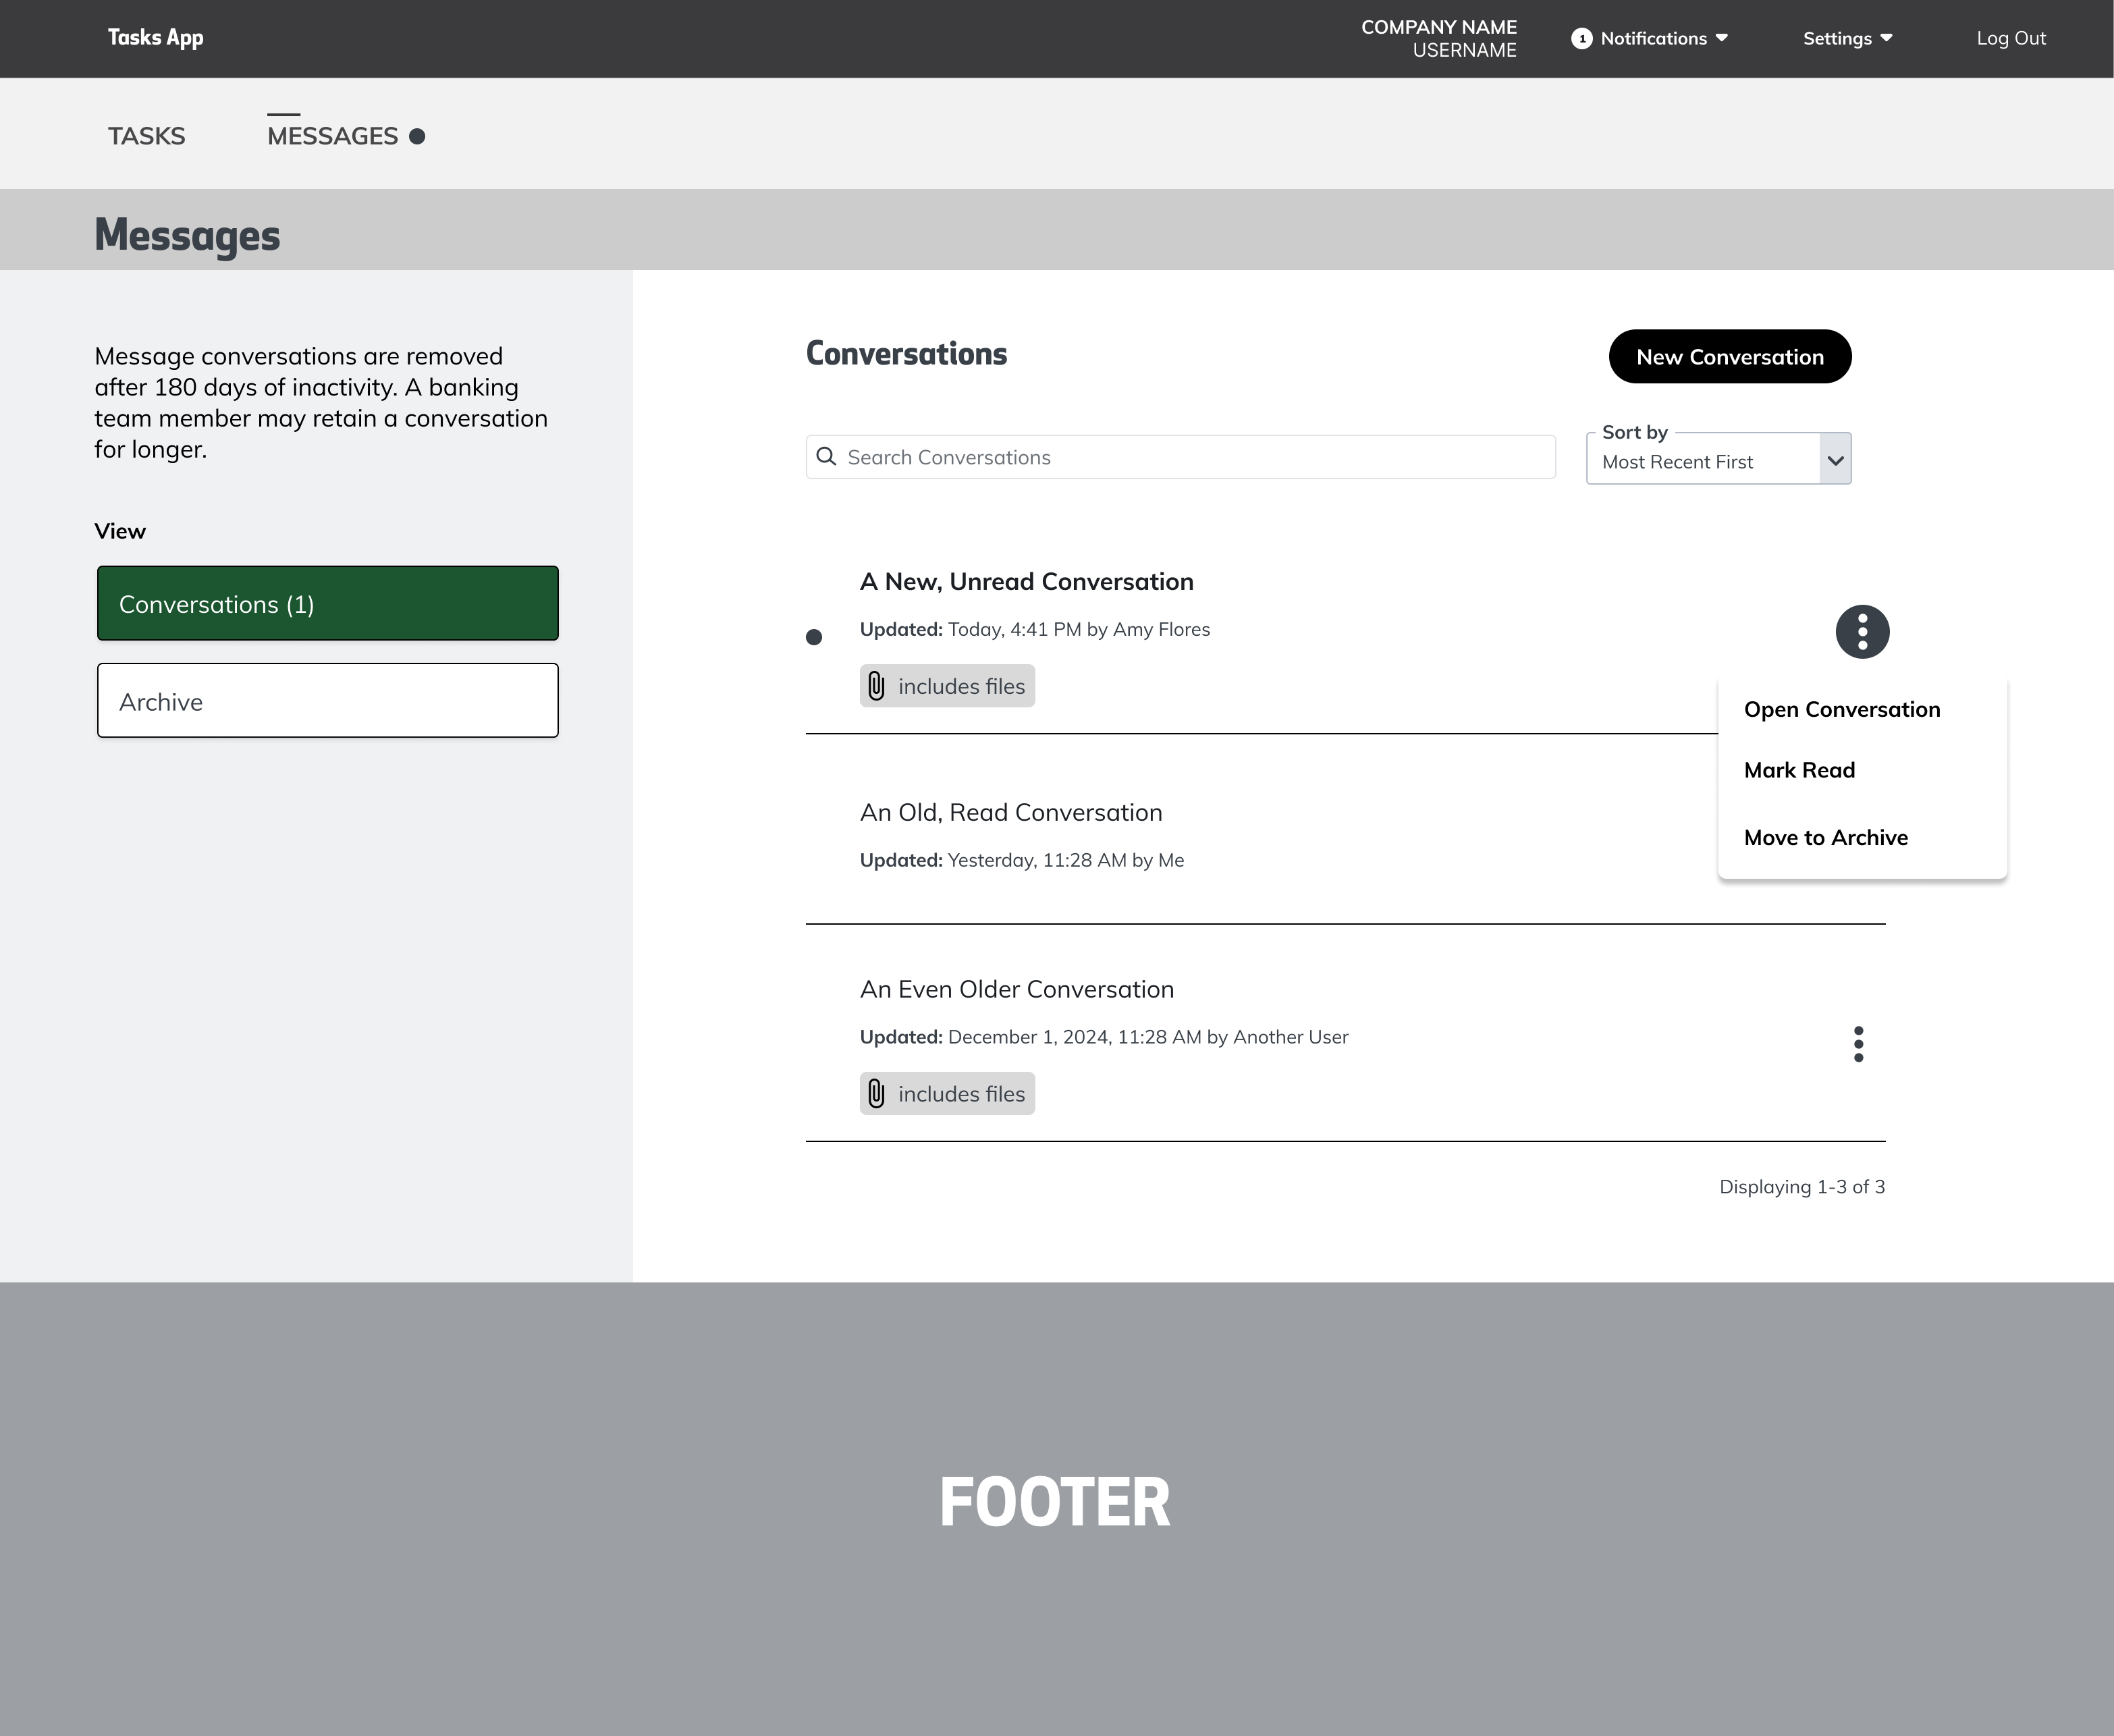 Tasks App
COMPANY NAME
USERNAME
1 Notifications
Settings
Log Out
TASKS
MESSAGES
Messages
Message conversations are removed
after 180 days of inactivity. A banking
team member may retain a conversation
for longer.
View
Conversations (1)
Archive
Conversations
New Conversation
Search Conversations
Sort by
Most Recent First
A New, Unread Conversation
Updated: Today, 4:41 PM by Amy Flores
includes files
Open Conversation
Mark Read
Move to Archive
An Old, Read Conversation
Updated: Yesterday, 11:28 AM by Me
An Even Older Conversation
Updated: December 1, 2024, 11:28 AM by Another User
includes files
Displaying 1-3 of 3
FOOTER